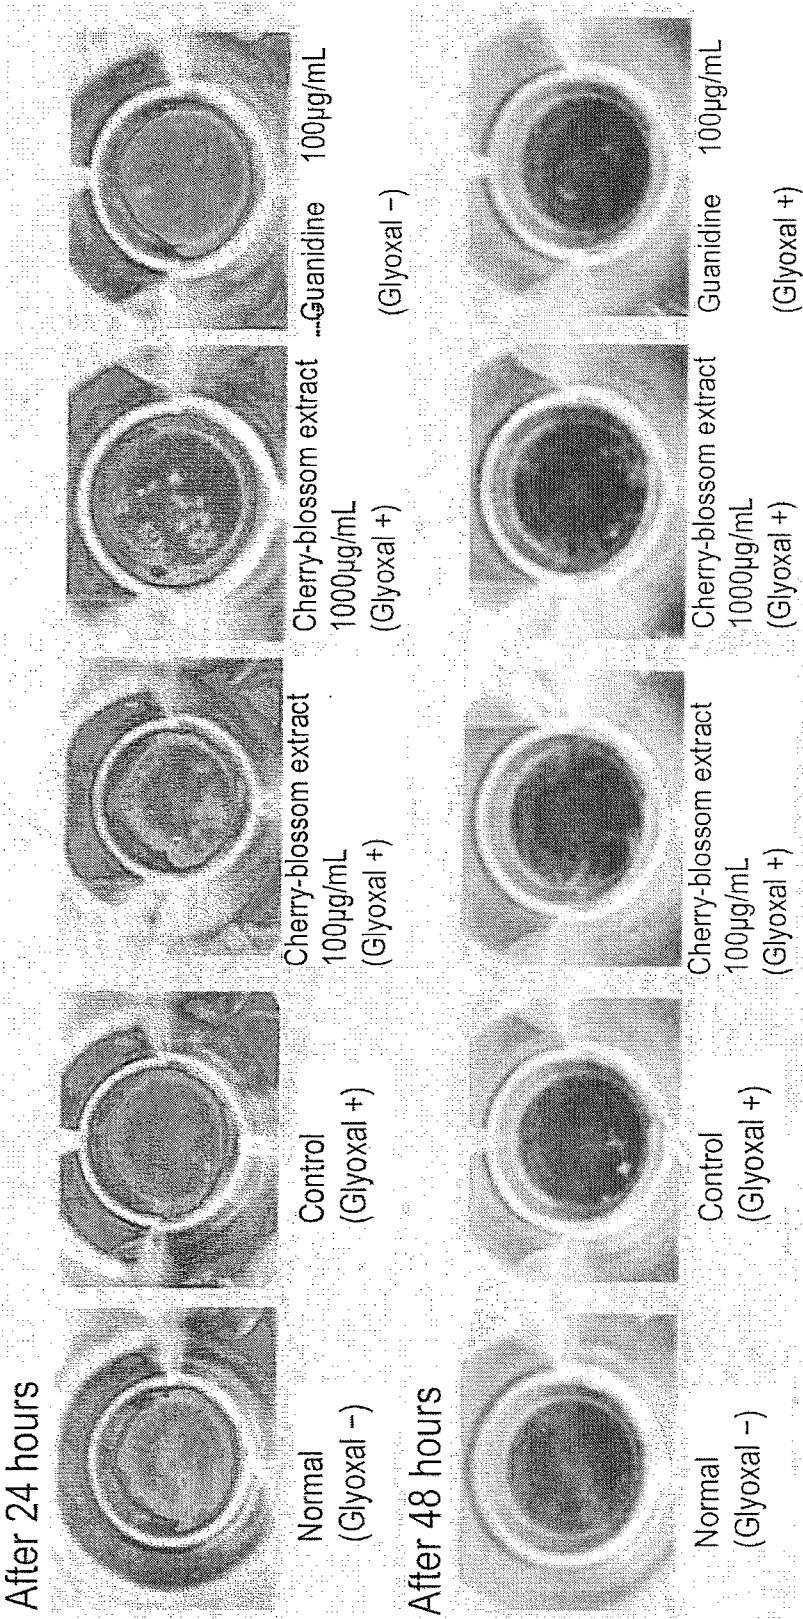 After 24 hours
Normal
(Glyoxal −)
Control
(Glyoxal +)
Cherry-blossom extract
100µg/mL
(Glyoxal +)
Cherry-blossom extract
1000µg/mL
(Glyoxal +)
Guanidine 100µg/mL
(Glyoxal −)
After 48 hours
Normal
(Glyoxal −)
Control
(Glyoxal +)
Cherry-blossom extract
100µg/mL
(Glyoxal +)
Cherry-blossom extract
1000µg/mL
(Glyoxal +)
Guanidine 100µg/mL
(Glyoxal +)